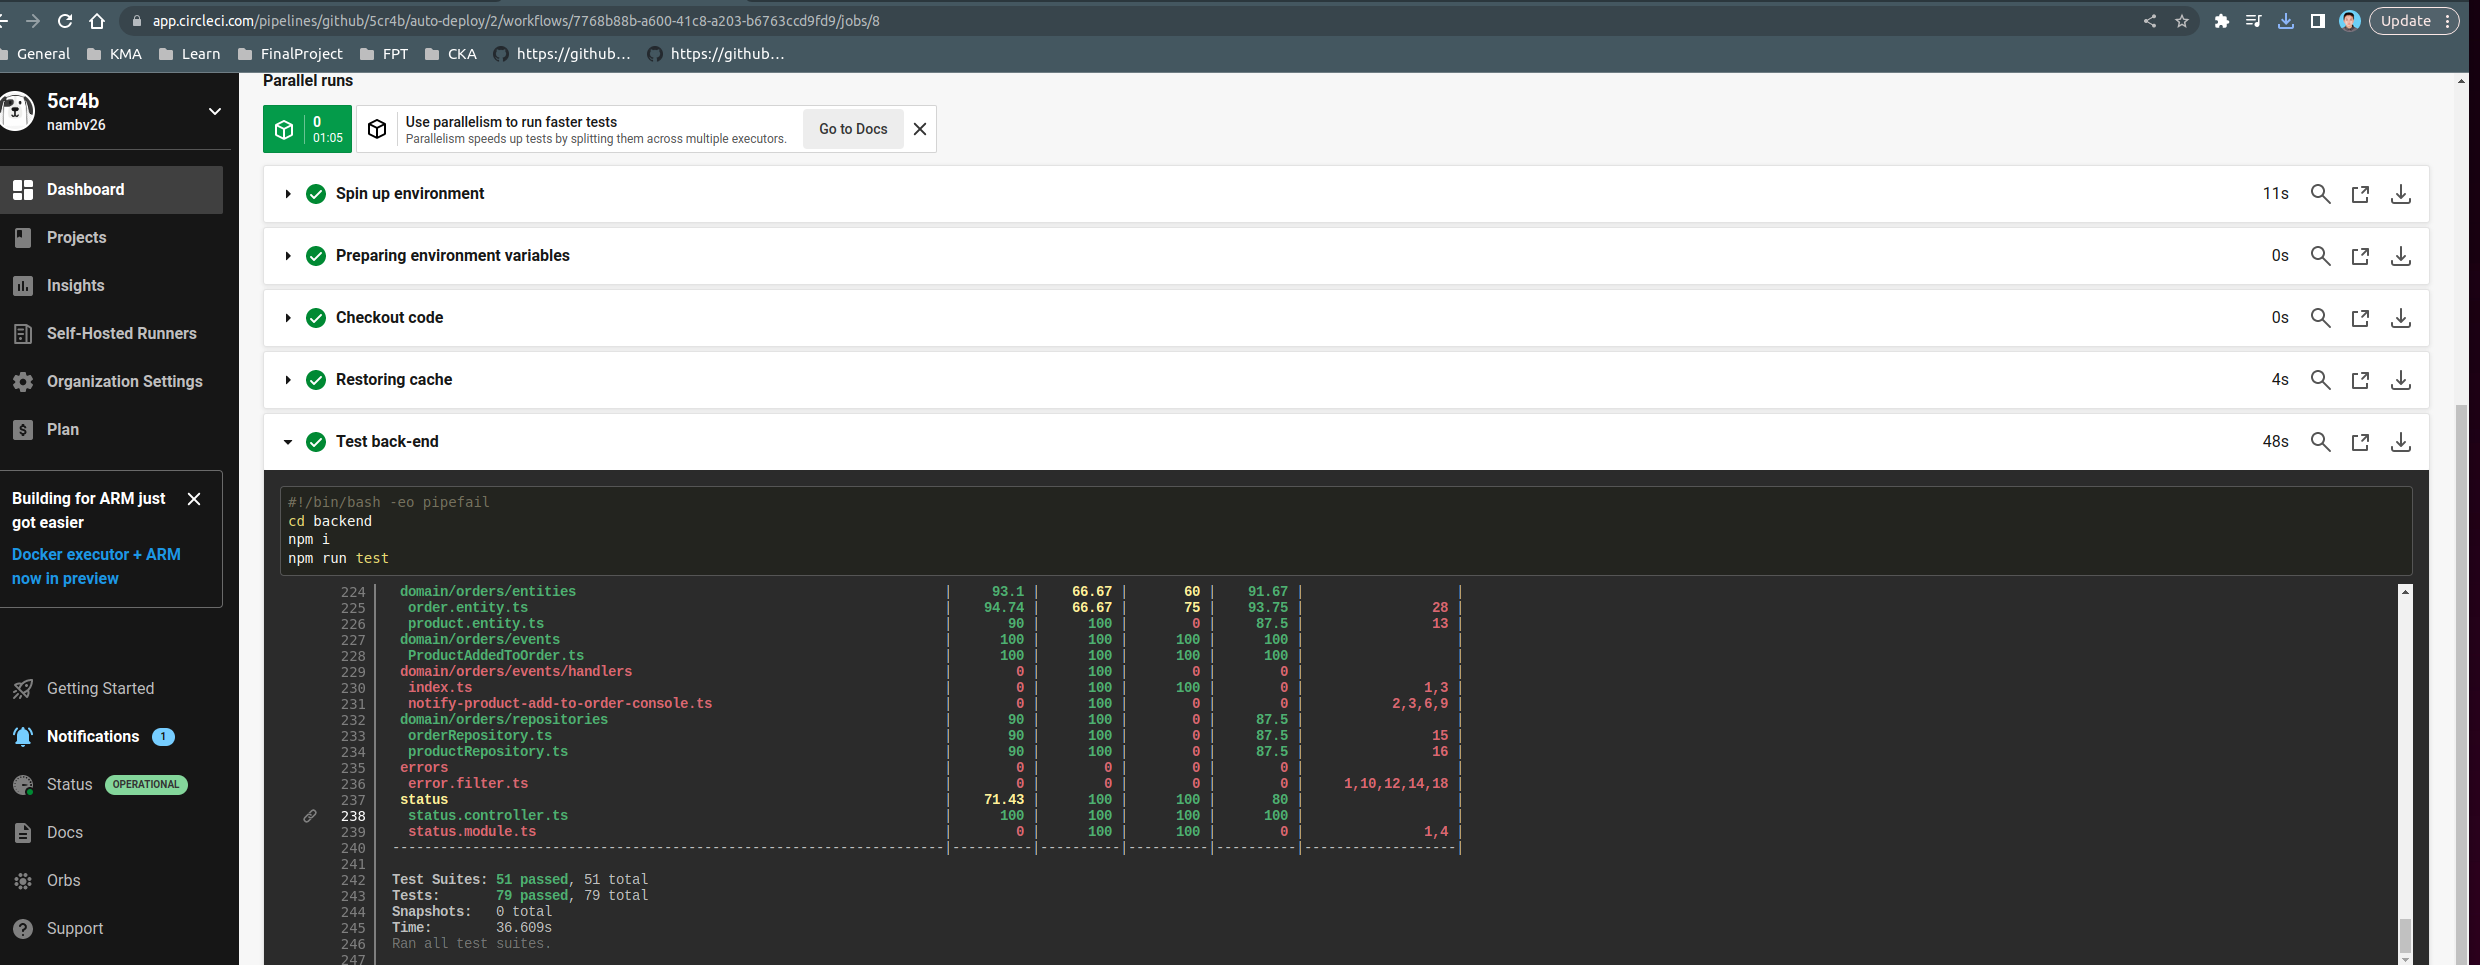 app.circleci.com/pipelines/github/5cr4b/auto-deploy/2/workflows/7768b88b-a600-41c8-a203-b6763ccd9fd9/jobs/8
Update
General KMA Learn FinalProject FPT CKA https://github... https://github...
5cr4b
nambv26
Dashboard
Projects
Insights
Self-Hosted Runners
Organization Settings
Plan
Building for ARM just
got easier
Docker executor + ARM
now in preview
Getting Started
Notifications 1
Status OPERATIONAL
Docs
Orbs
Support
Parallel runs
0
01:05
Use parallelism to run faster tests
Parallelism speeds up tests by splitting them across multiple executors.
Go to Docs
Spin up environment 11s
Preparing environment variables 0s
Checkout code 0s
Restoring cache 4s
Test back-end 48s
#!/bin/bash -eo pipefail
cd backend
npm i
npm run test
224 domain/orders/entities | 93.1 | 66.67 | 60 | 91.67 | |
225 order.entity.ts | 94.74 | 66.67 | 75 | 93.75 | 28 |
226 product.entity.ts | 90 | 100 | 0 | 87.5 | 13 |
227 domain/orders/events | 100 | 100 | 100 | 100 | |
228 ProductAddedToOrder.ts | 100 | 100 | 100 | 100 | |
229 domain/orders/events/handlers | 0 | 100 | 0 | 0 | |
230 index.ts | 0 | 100 | 100 | 0 | 1,3 |
231 notify-product-add-to-order-console.ts | 0 | 100 | 0 | 0 | 2,3,6,9 |
232 domain/orders/repositories | 90 | 100 | 0 | 87.5 | |
233 orderRepository.ts | 90 | 100 | 0 | 87.5 | 15 |
234 productRepository.ts | 90 | 100 | 0 | 87.5 | 16 |
235 errors | 0 | 0 | 0 | 0 | |
236 error.filter.ts | 0 | 0 | 0 | 0 | 1,10,12,14,18 |
237 status | 71.43 | 100 | 100 | 80 | |
238 status.controller.ts | 100 | 100 | 100 | 100 | |
239 status.module.ts | 0 | 100 | 100 | 0 | 1,4 |
240 ---------------------------------------------------------------------|----------|----------|----------|----------|-------------------|
241
242 Test Suites: 51 passed, 51 total
243 Tests: 79 passed, 79 total
244 Snapshots: 0 total
245 Time: 36.609s
246 Ran all test suites.
247